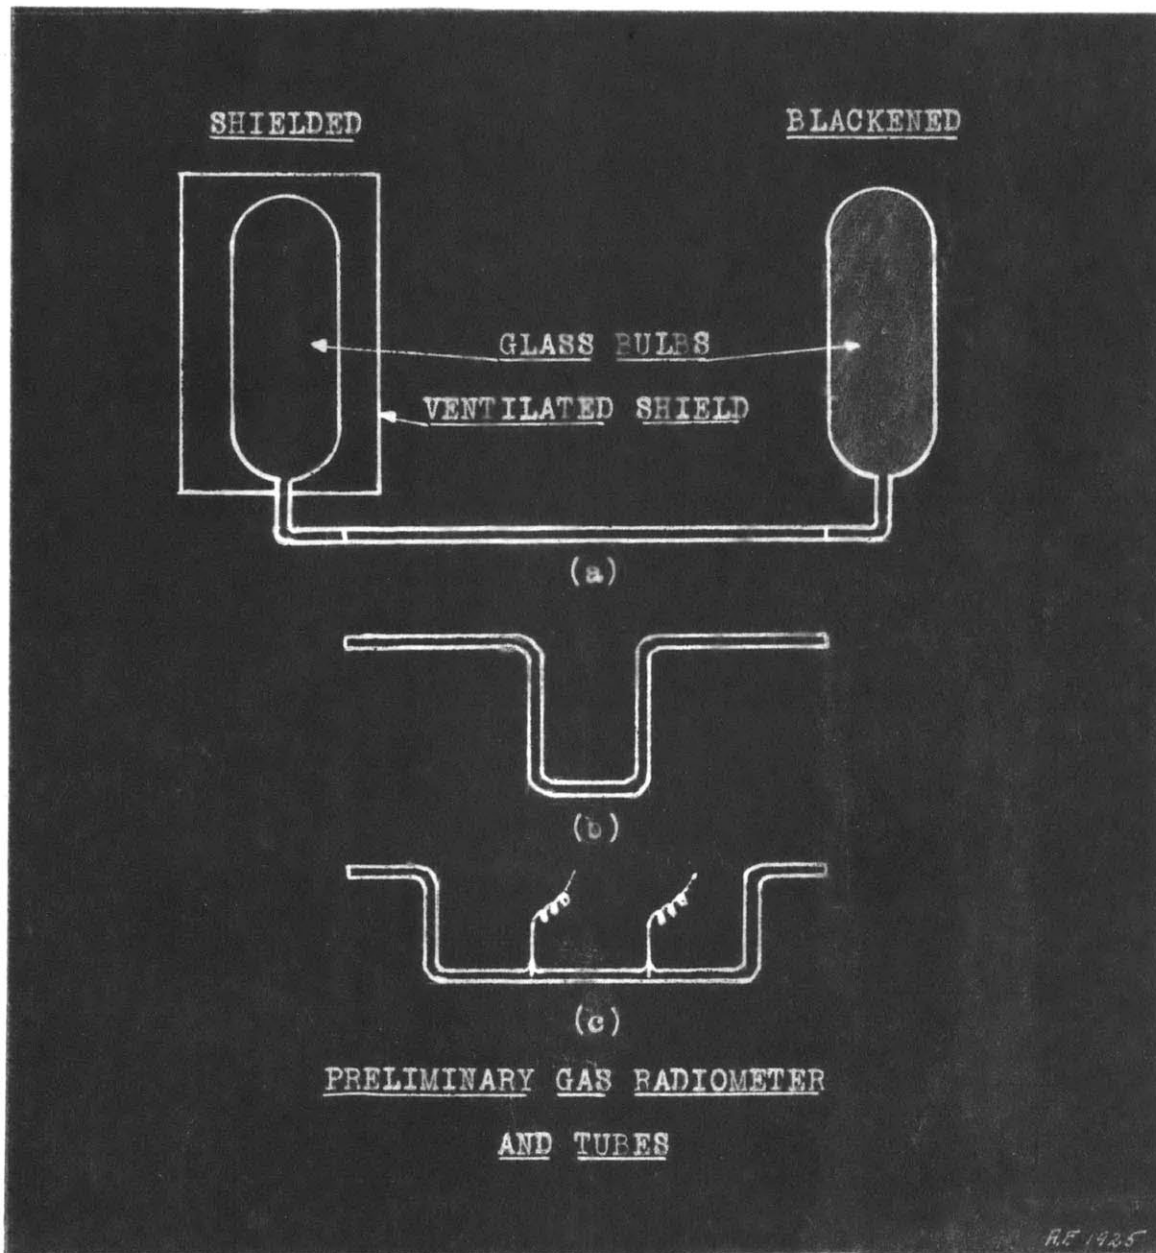 SHIELDED
BLACKENED
GLASS BULBS
VENTILATED SHIELD
(a)
(b)
(c)
PRELIMINARY GAS RADIOMETER
AND TUBES
1925